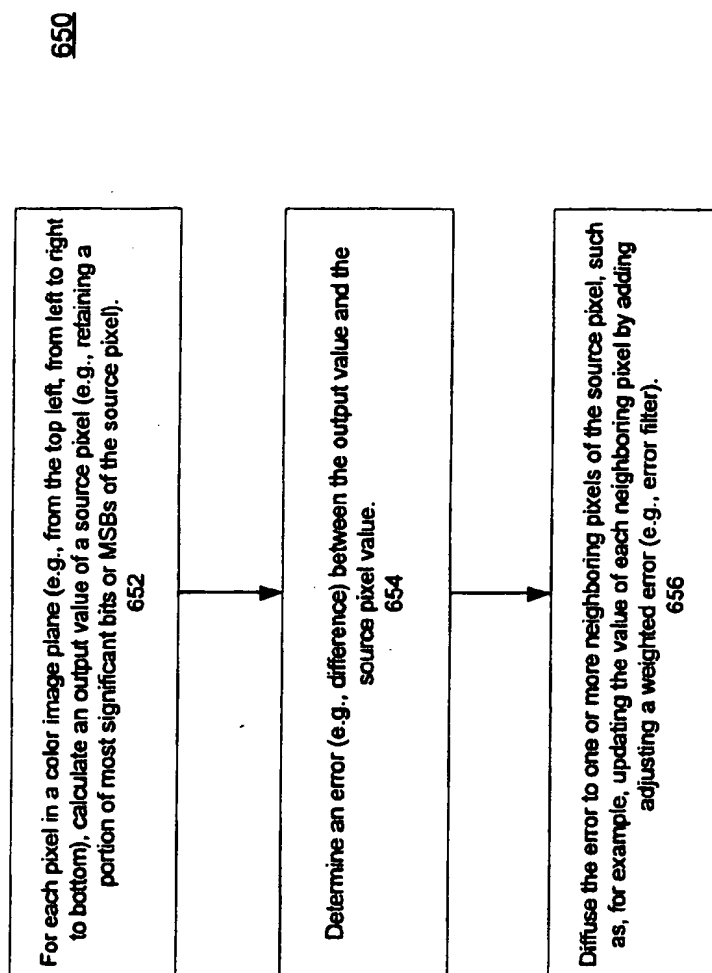 650
For each pixel in a color image plane (e.g., from the top left, from left to right
to bottom), calculate an output value of a source pixel (e.g., retaining a
portion of most significant bits or MSBs of the source pixel).
652
Determine an error (e.g., difference) between the output value and the
source pixel value.
654
Diffuse the error to one or more neighboring pixels of the source pixel, such
as, for example, updating the value of each neighboring pixel by adding
adjusting a weighted error (e.g., error filter).
656